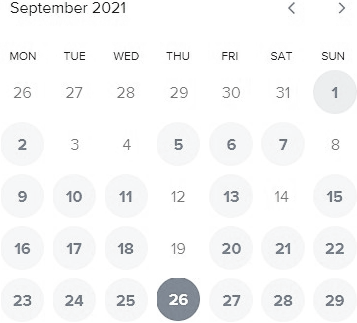 September 2021
MON TUE WED THU FRI SAT SUN
26 27 28 29 30 31 1
2 3 4 5 6 7 8
9 10 11 12 13 14 15
16 17 18 19 20 21 22
23 24 25 26 27 28 29